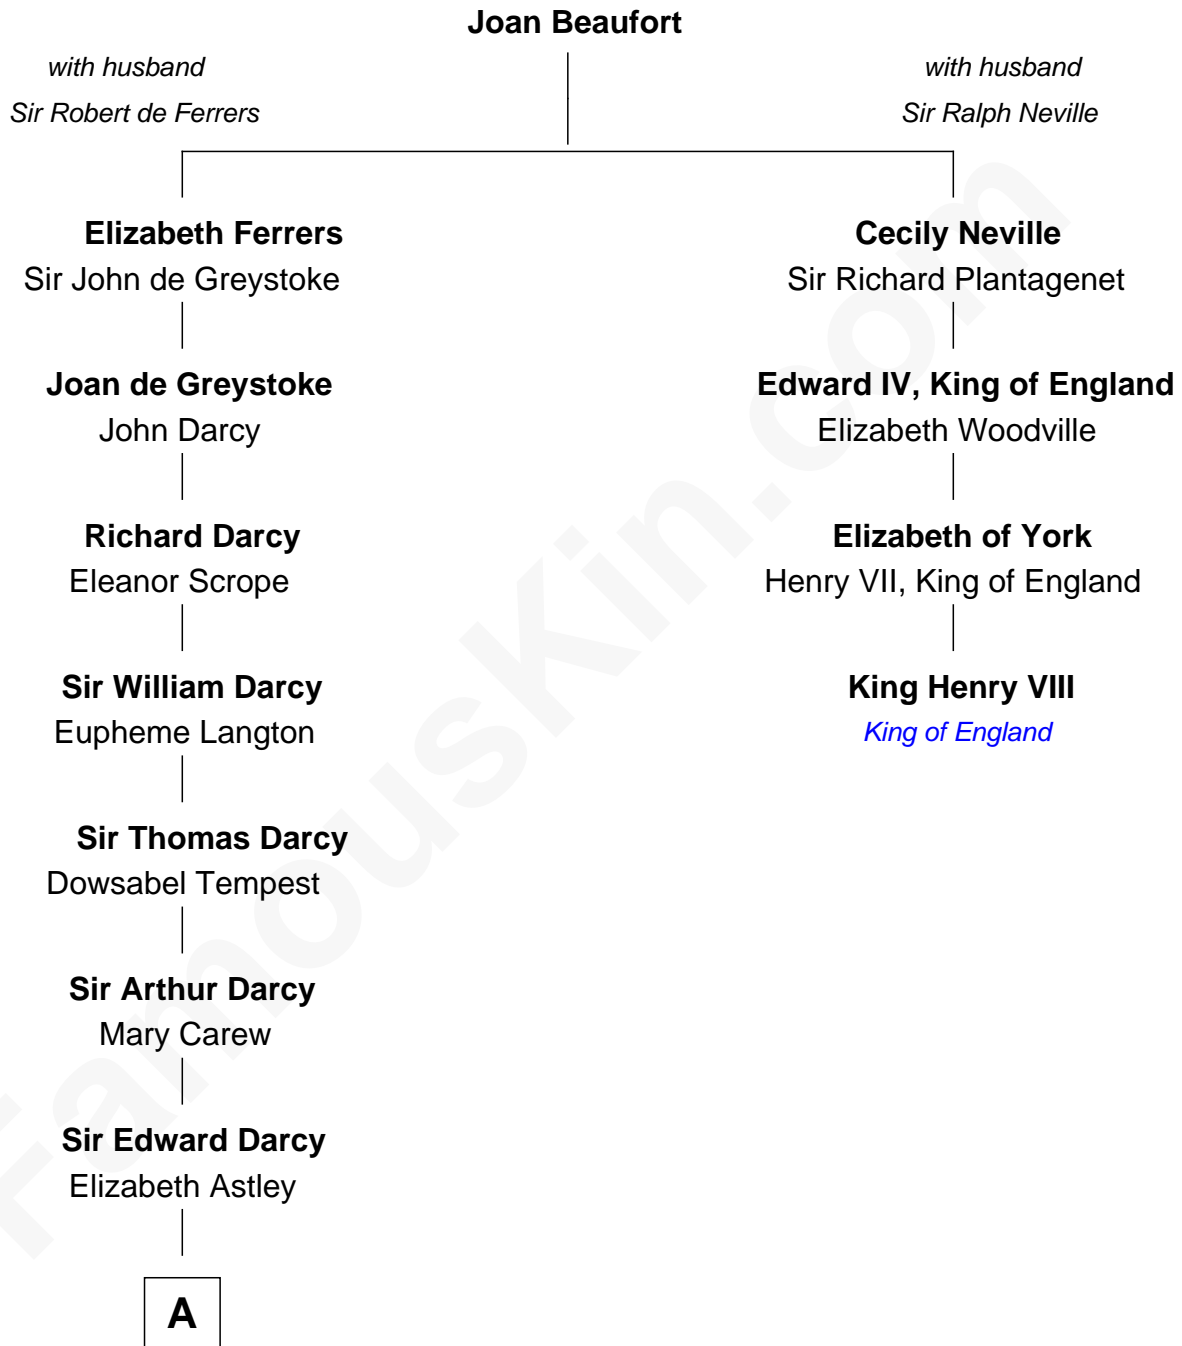 Joan Beaufort
with husband
Sir Robert de Ferrers
with husband
Sir Ralph Neville
Elizabeth Ferrers
Sir John de Greystoke
Cecily Neville
Sir Richard Plantagenet
Joan de Greystoke
John Darcy
Edward IV, King of England
Elizabeth Woodville
Richard Darcy
Eleanor Scrope
Elizabeth of York
Henry VII, King of England
Sir William Darcy
Eupheme Langton
King Henry VIII
King of England
Sir Thomas Darcy
Dowsabel Tempest
Sir Arthur Darcy
Mary Carew
Sir Edward Darcy
Elizabeth Astley
A
FamousKin.com